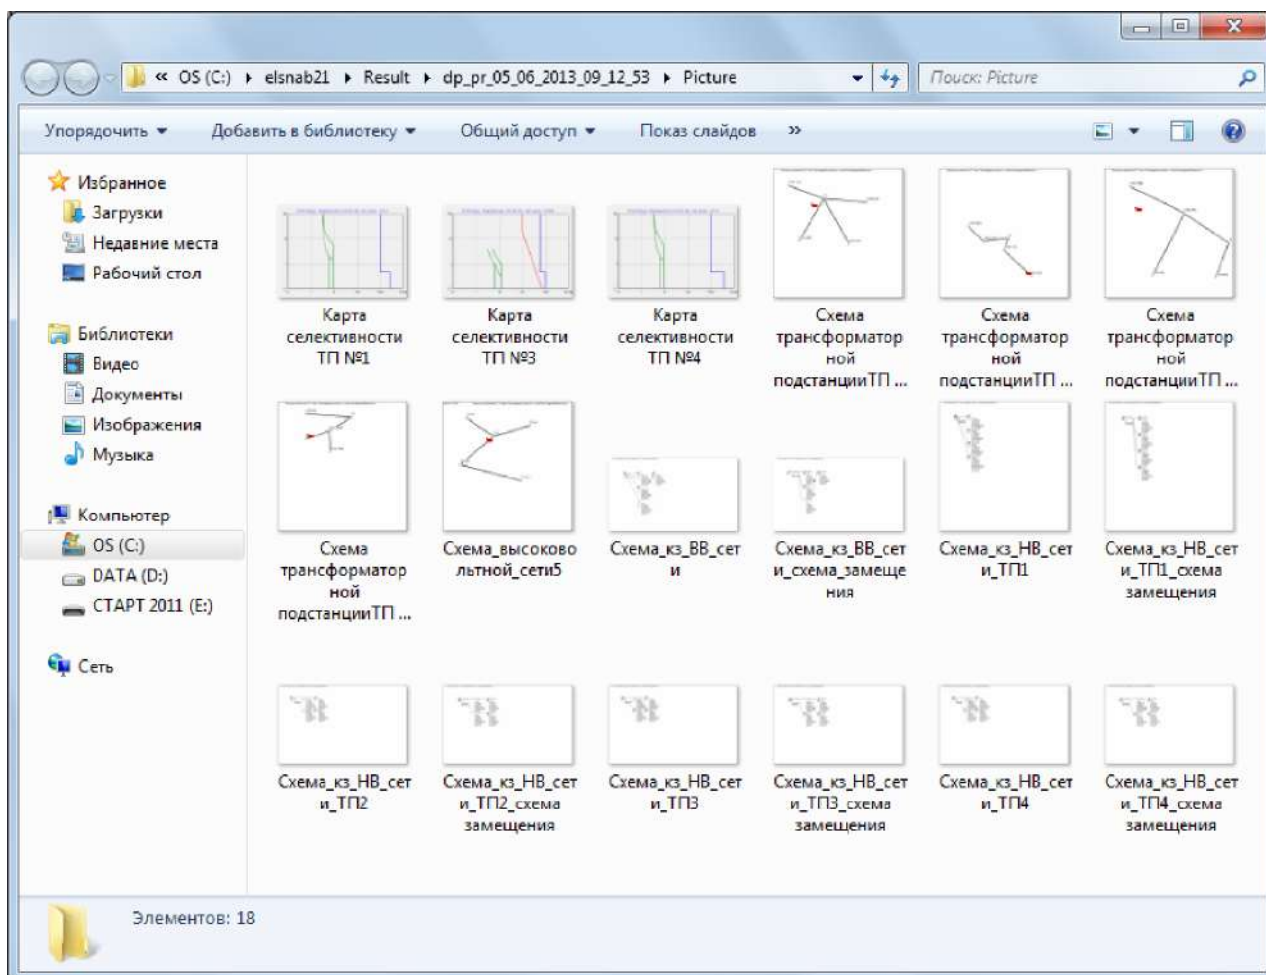 « OS (C:) ▸ elsnab21 ▸ Result ▸ dp_pr_05_06_2013_09_12_53 ▸ Picture
Поиск: Picture
Упорядочить ▾ Добавить в библиотеку ▾ Общий доступ ▾ Показ слайдов »
Избранное
Загрузки
Недавние места
Рабочий стол
Библиотеки
Видео
Документы
Изображения
Музыка
Компьютер
OS (C:)
DATA (D:)
СТАРТ 2011 (E:)
Сеть
Карта
селективности
ТП №1
Карта
селективности
ТП №3
Карта
селективности
ТП №4
Схема
трансформатор
ной
подстанцииТП ...
Схема
трансформатор
ной
подстанцииТП ...
Схема
трансформатор
ной
подстанцииТП ...
Схема
трансформатор
ной
подстанцииТП ...
Схема_высоково
льтной_сети5
Схема_кз_ВВ_сет
и
Схема_кз_ВВ_сет
и_схема_замеще
ния
Схема_кз_НВ_сет
и_ТП1
Схема_кз_НВ_сет
и_ТП1_схема
замещения
Схема_кз_НВ_сет
и_ТП2
Схема_кз_НВ_сет
и_ТП2_схема
замещения
Схема_кз_НВ_сет
и_ТП3
Схема_кз_НВ_сет
и_ТП3_схема
замещения
Схема_кз_НВ_сет
и_ТП4
Схема_кз_НВ_сет
и_ТП4_схема
замещения
Элементов: 18